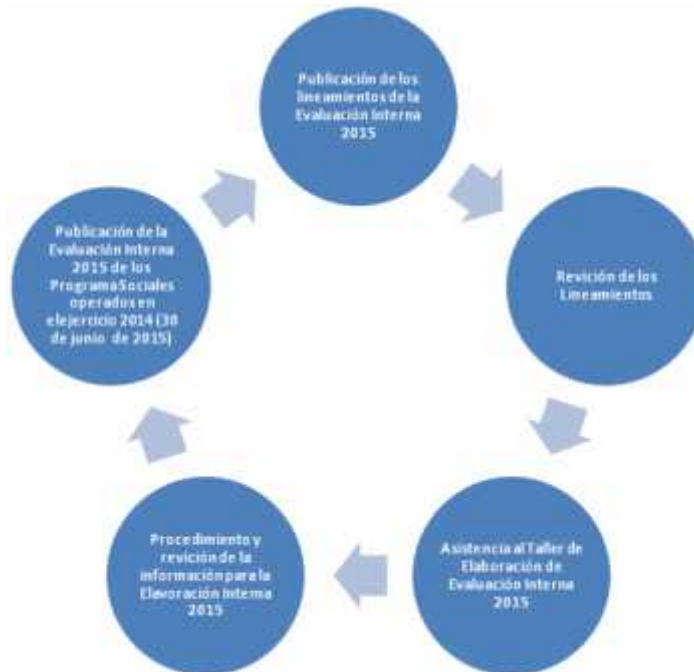 Publicación de los
lineamientos de la
Evaluación Interna
2015
Revición de los
Lineamientos
Asistencia al Taller de
Elaboración de
Evaluación Interna
2015
Procedimiento y
revición de la
información para la
Elavoración Interna
2015
Publicación de la
Evaluación Interna
2015 de los
Programa Sociales
operados en
elejercicio 2014 (30
de junio de 2015)